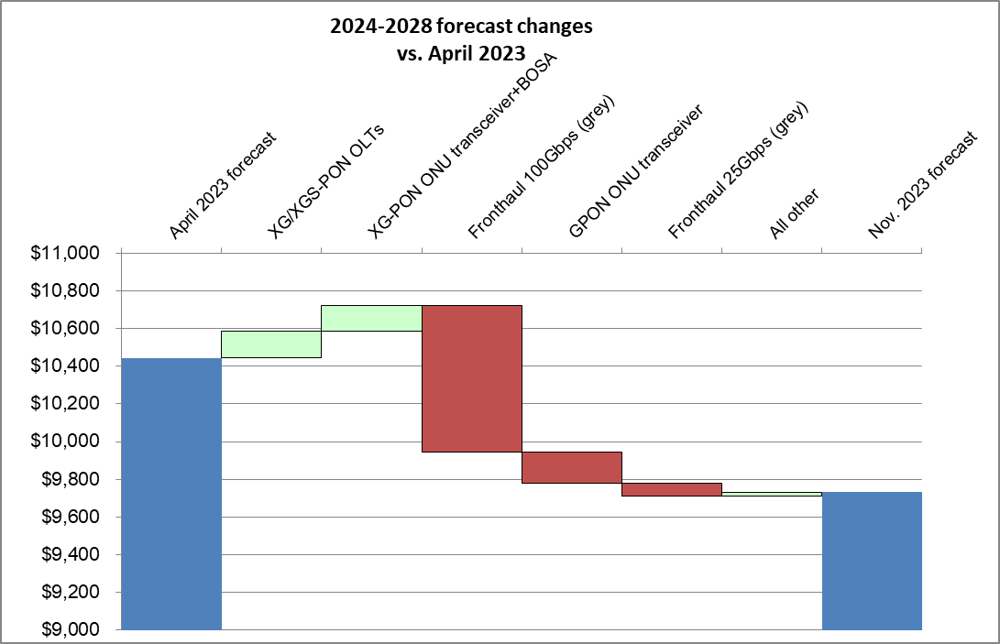 2024-2028 forecast changes
vs. April 2023
April 2023 forecast
XG/XGS-PON OLTs
XG-PON ONU transceiver+BOSA
Fronthaul 100Gbps (grey)
GPON ONU transceiver
Fronthaul 25Gbps (grey)
All other
Nov. 2023 forecast
$11,000
$10,800
$10,600
$10,400
$10,200
$10,000
$9,800
$9,600
$9,400
$9,200
$9,000